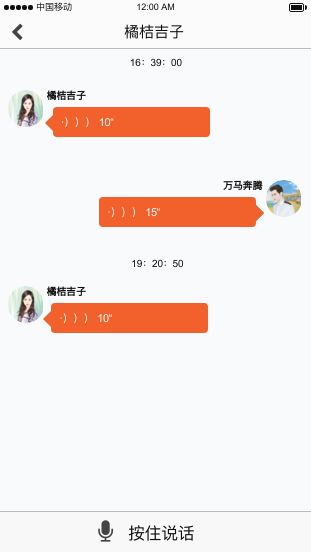 中国移动 12:00 AM
橘桔吉子
16：39：00
橘桔吉子
·））） 10"
万马奔腾
·））） 15"
19：20：50
橘桔吉子
·））） 10"
按住说话